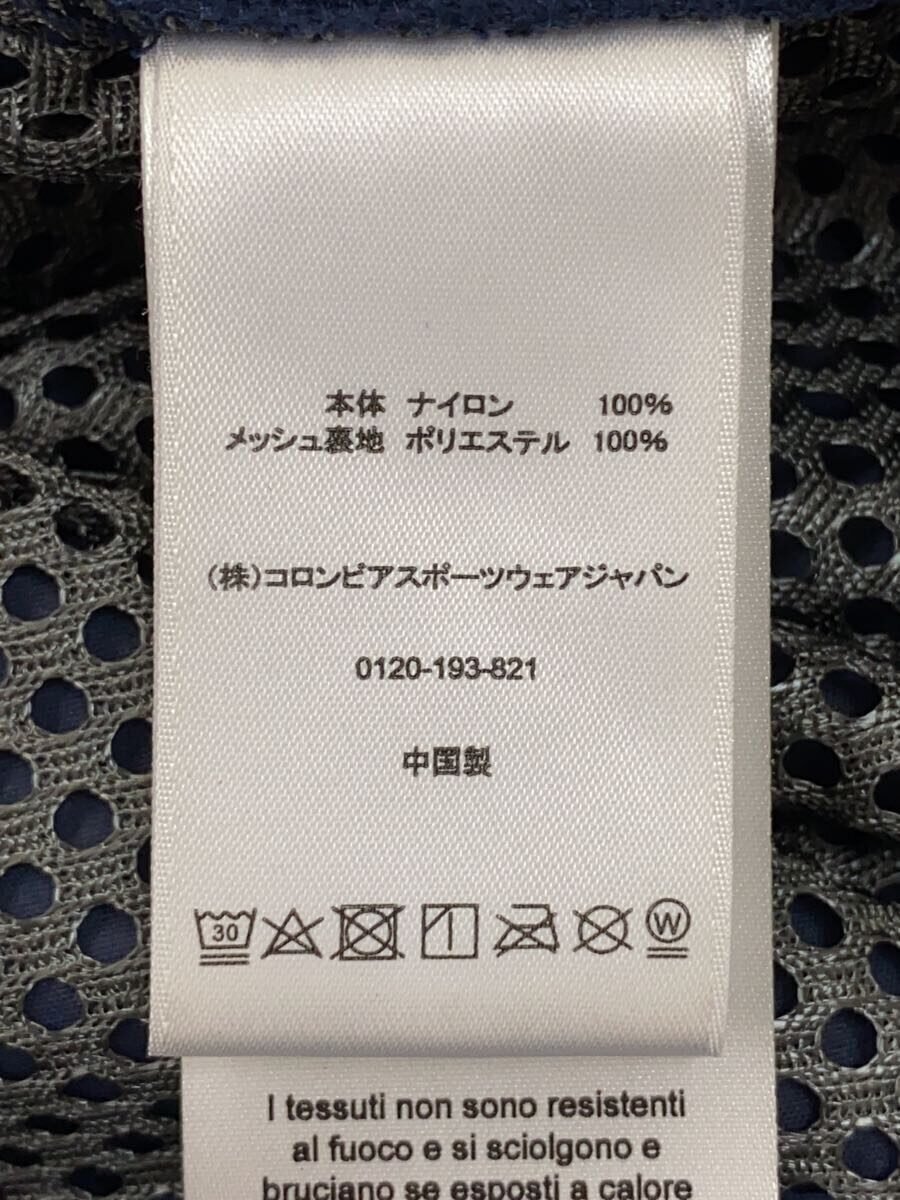 本体 ナイロン 100%
メッシュ裏地 ポリエステル 100%
(株)コロンビアスポーツウェアジャパン
0120-193-821
中国製
30 W
I tessuti non sono resistenti
al fuoco e si sciolgono e
bruciano se esposti a calore